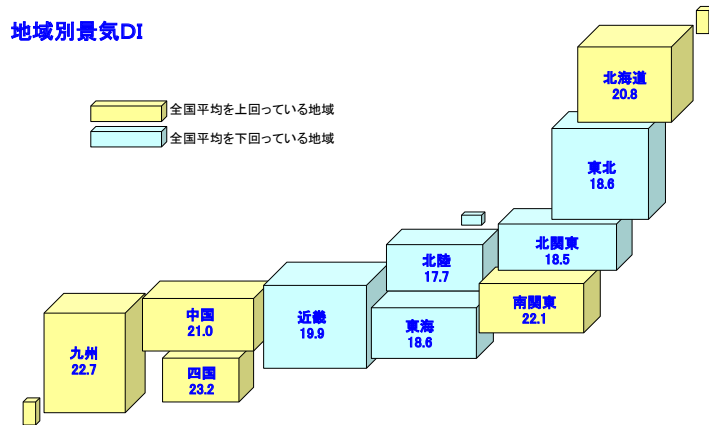 地域別景気DI
全国平均を上回っている地域
全国平均を下回っている地域
北海道
20.8
東北
18.6
北関東
18.5
北陸
17.7
南関東
22.1
東海
18.6
近畿
19.9
中国
21.0
四国
23.2
九州
22.7